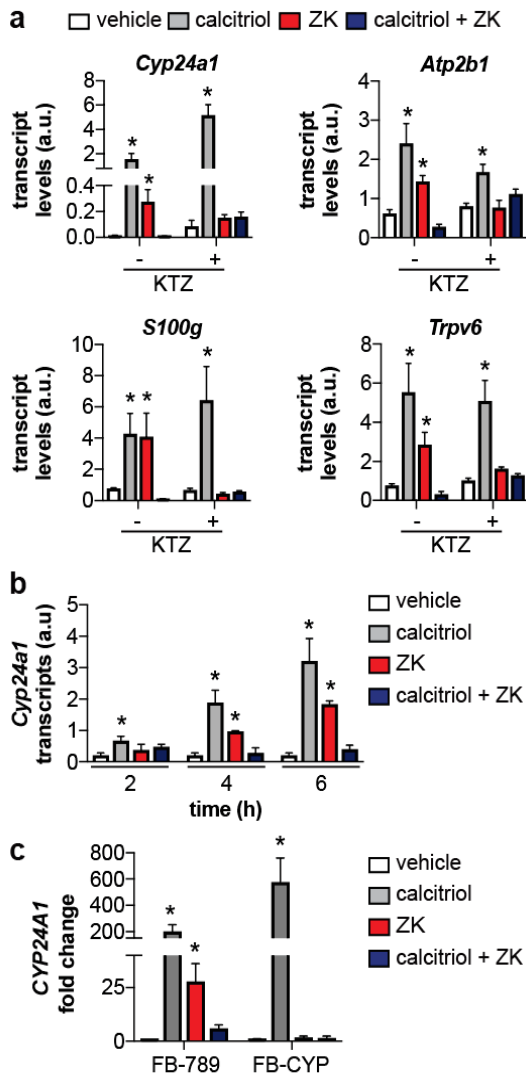 a vehicle calcitriol ZK calcitriol + ZK
Cyp24a1
transcript levels (a.u.)
8
6
4
2
0.4
0.2
0.0
* * *
- +
KTZ
Atp2b1
transcript levels (a.u.)
4
3
2
1
0
* * *
- +
KTZ
S100g
transcript levels (a.u.)
10
8
6
4
2
0
* * *
- +
KTZ
Trpv6
transcript levels (a.u.)
8
6
4
2
0
* * *
- +
KTZ
b
Cyp24a1 transcripts (a.u)
5
4
3
2
1
0
* * * * *
2 4 6
time (h)
vehicle
calcitriol
ZK
calcitriol + ZK
c
CYP24A1 fold change
800
600
400
200
25
0
* * *
FB-789 FB-CYP
vehicle
calcitriol
ZK
calcitriol + ZK